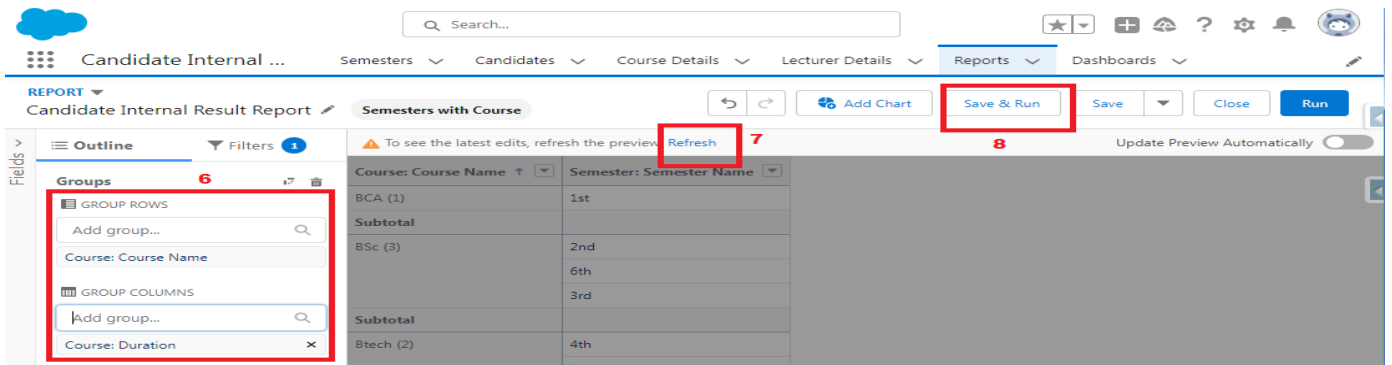 Search...
Candidate Internal ...
Semesters
Candidates
Course Details
Lecturer Details
Reports
Dashboards
REPORT
Candidate Internal Result Report
Semesters with Course
Add Chart
Save & Run
Save
Close
Run
Fields
Outline
Filters 1
To see the latest edits, refresh the preview. Refresh
7
8
Update Preview Automatically
Groups
6
GROUP ROWS
Add group...
Course: Course Name
GROUP COLUMNS
Add group...
Course: Duration
Course: Course Name Semester: Semester Name
BCA (1) 1st
Subtotal
BSc (3) 2nd
6th
3rd
Subtotal
Btech (2) 4th